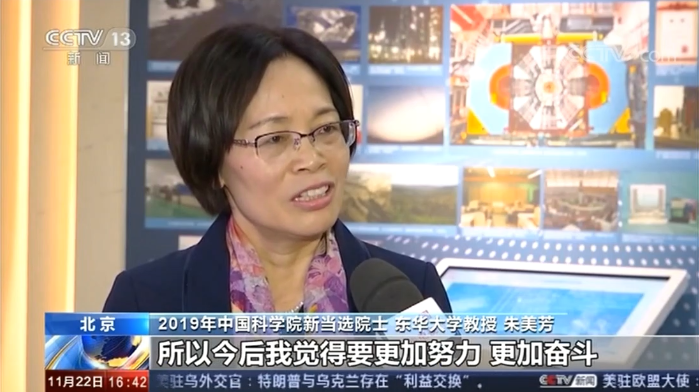 CCTV 13
新闻
cctv.co
北京
2019年中国科学院新当选院士 东华大学教授 朱美芳
所以今后我觉得要更加努力 更加奋斗
11月22日 16:42
美驻乌外交官：特朗普与乌克兰存在“利益交换”
CCTV 新闻
美驻欧盟大使